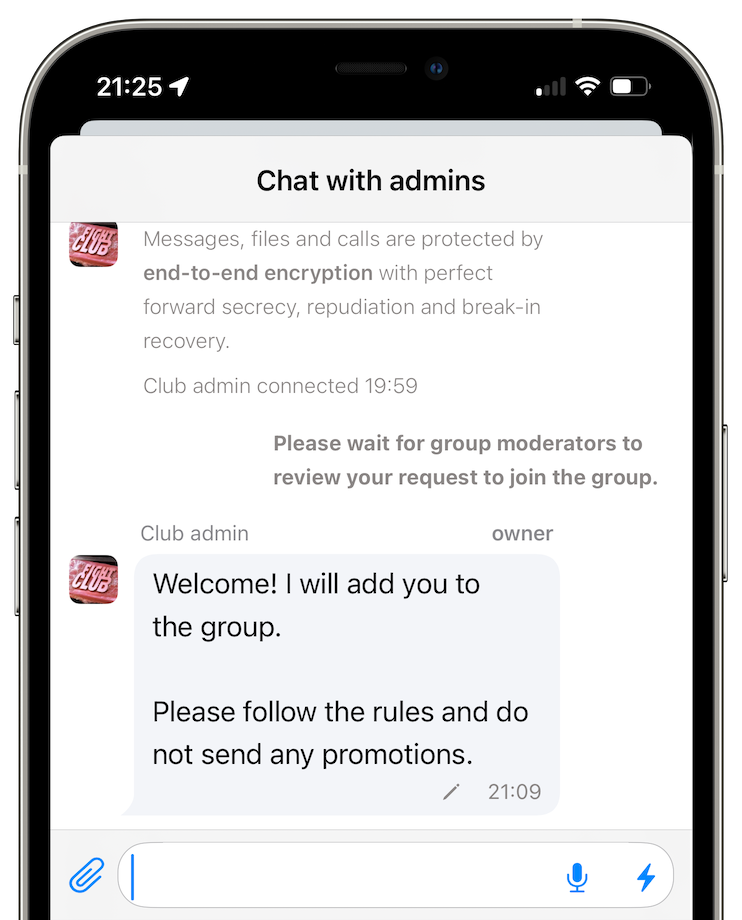 21:25
Chat with admins
FIGHT
CLUB
Messages, files and calls are protected by
end-to-end encryption with perfect
forward secrecy, repudiation and break-in
recovery.
Club admin connected 19:59
Please wait for group moderators to
review your request to join the group.
Club admin owner
FIGHT
CLUB
Welcome! I will add you to
the group.
Please follow the rules and do
not send any promotions.
21:09